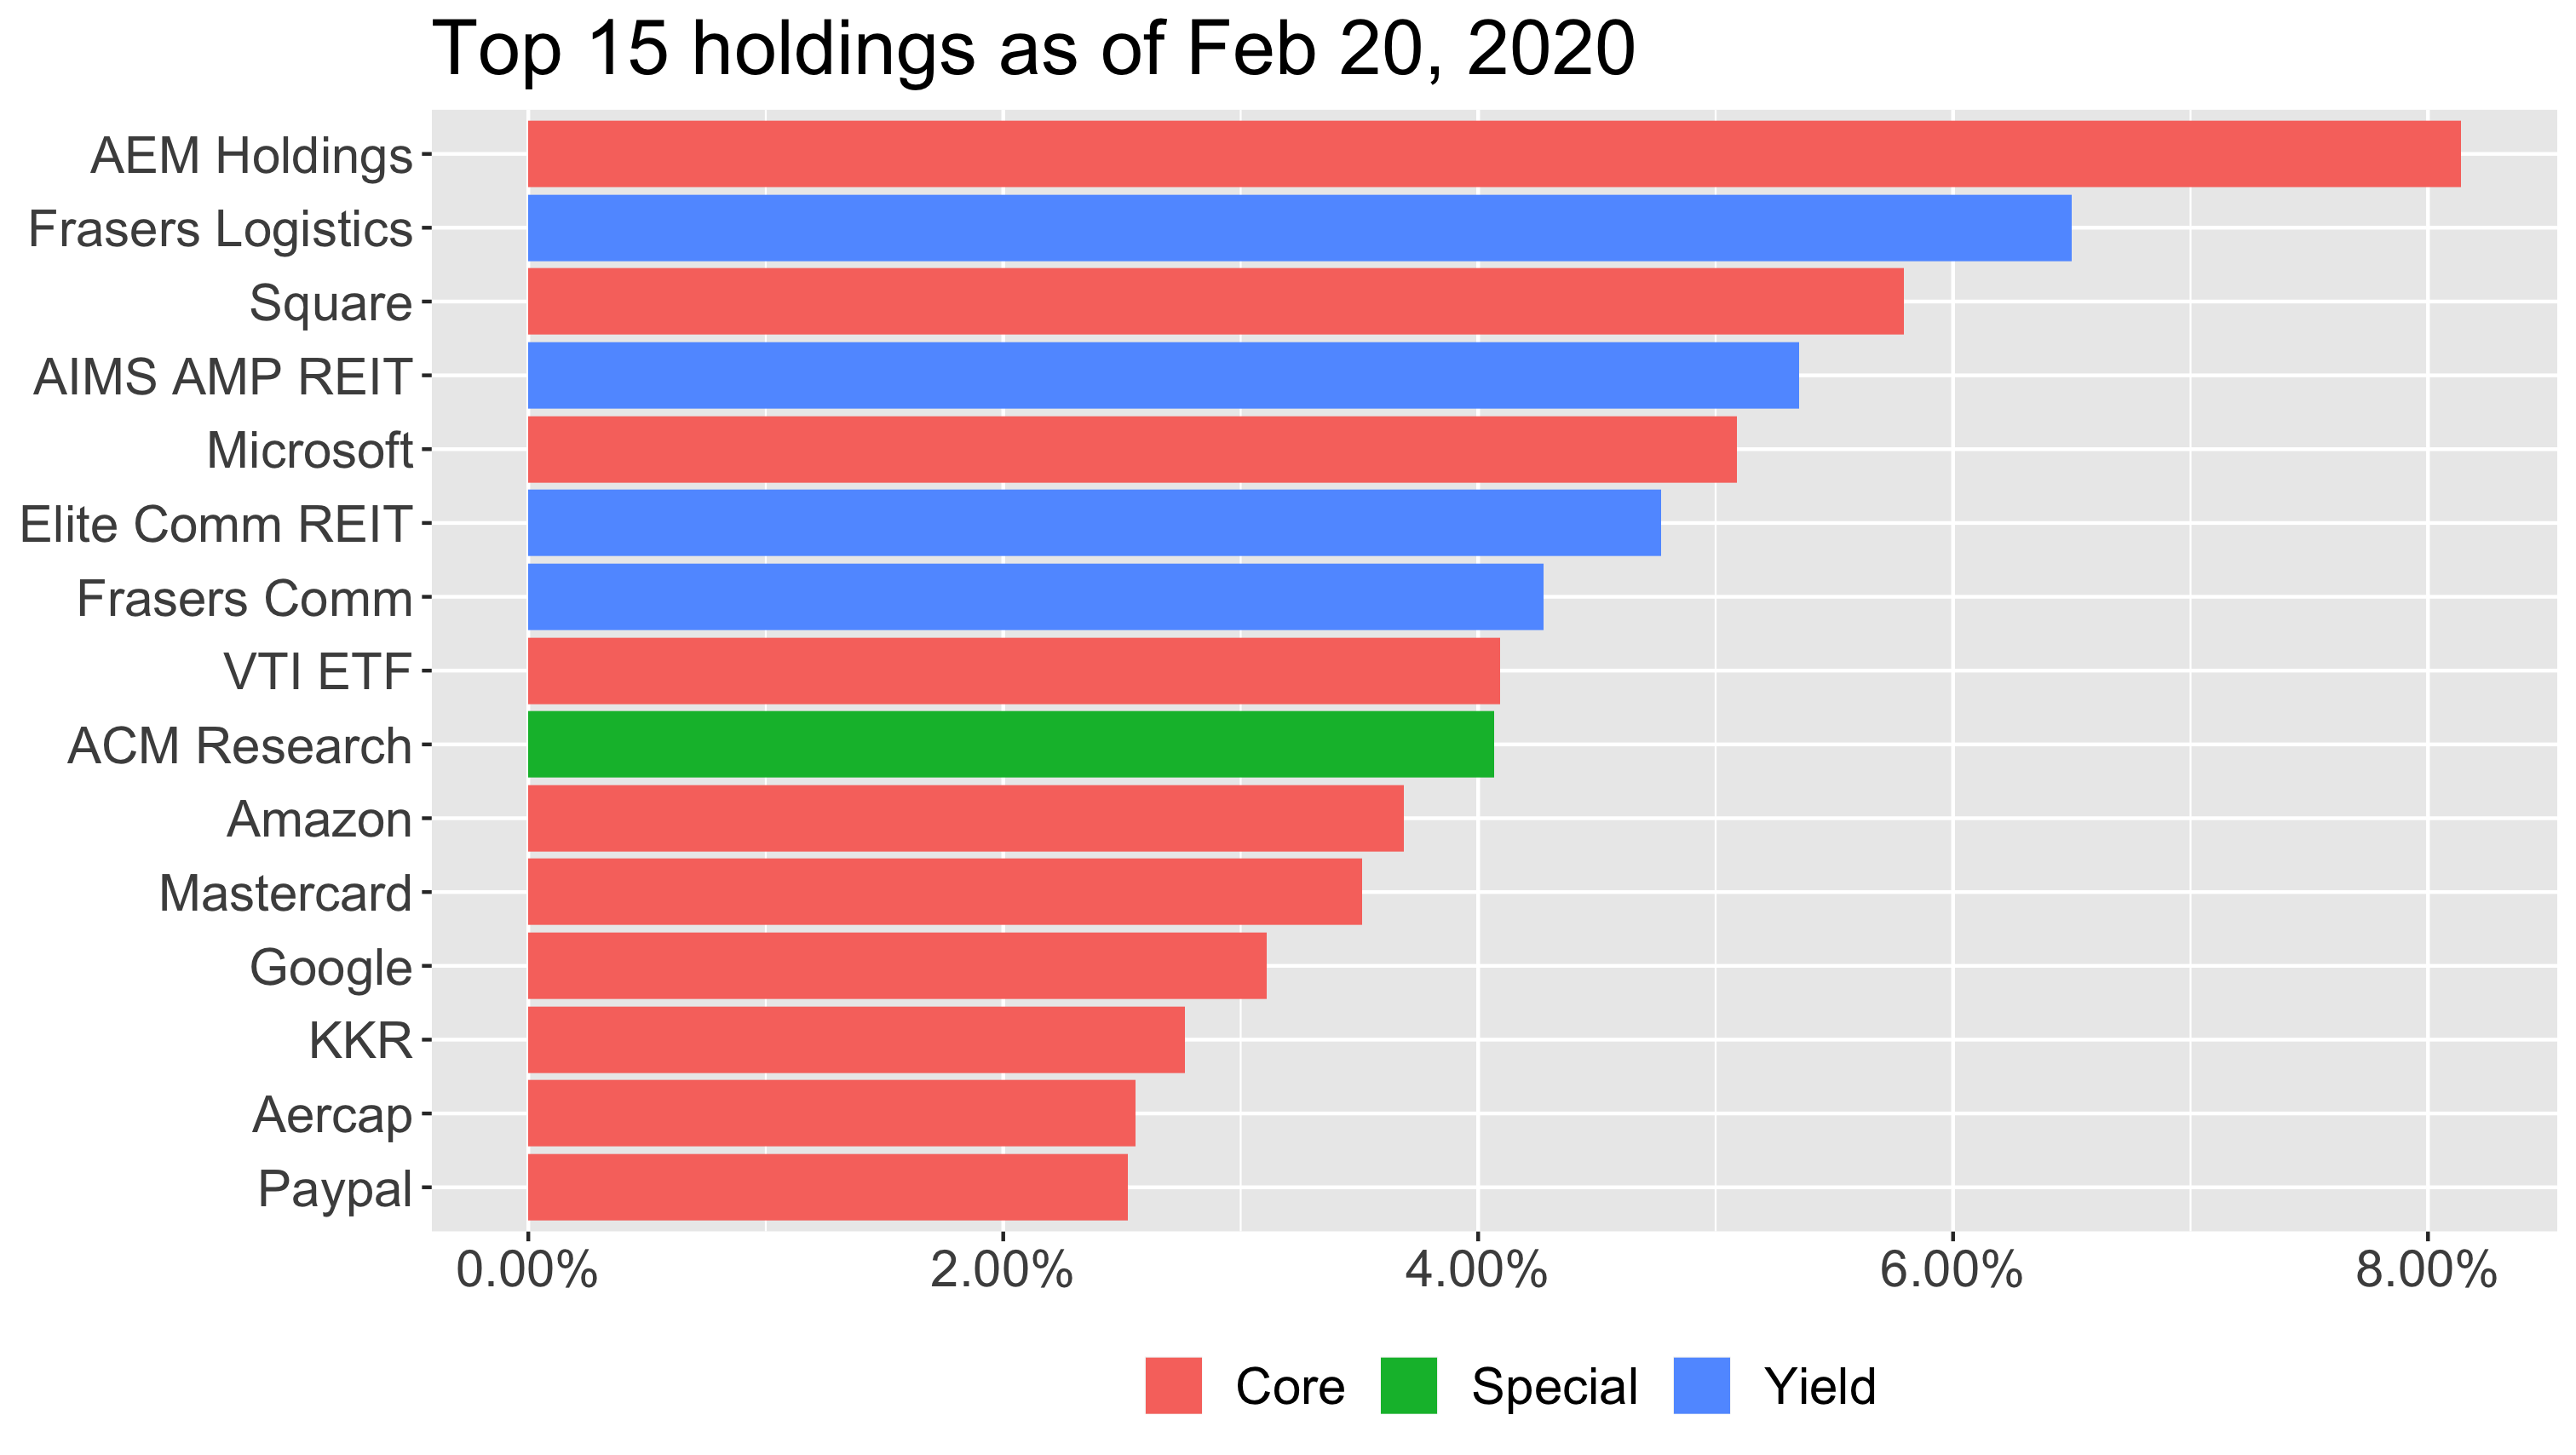 Top 15 holdings as of Feb 20, 2020
AEM Holdings
Frasers Logistics
Square
AIMS AMP REIT
Microsoft
Elite Comm REIT
Frasers Comm
VTI ETF
ACM Research
Amazon
Mastercard
Google
KKR
Aercap
Paypal
0.00% 2.00% 4.00% 6.00% 8.00%
Core Special Yield